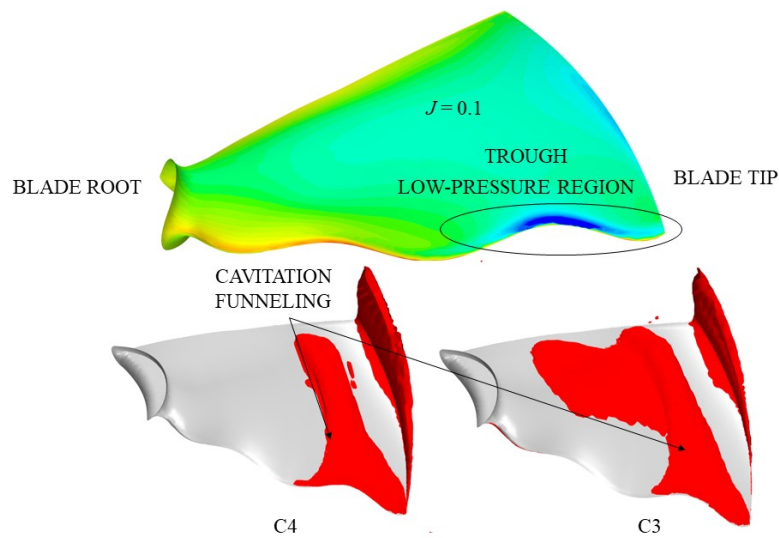 J = 0.1
TROUGH
LOW-PRESSURE REGION
BLADE ROOT
BLADE TIP
CAVITATION
FUNNELING
C4
C3